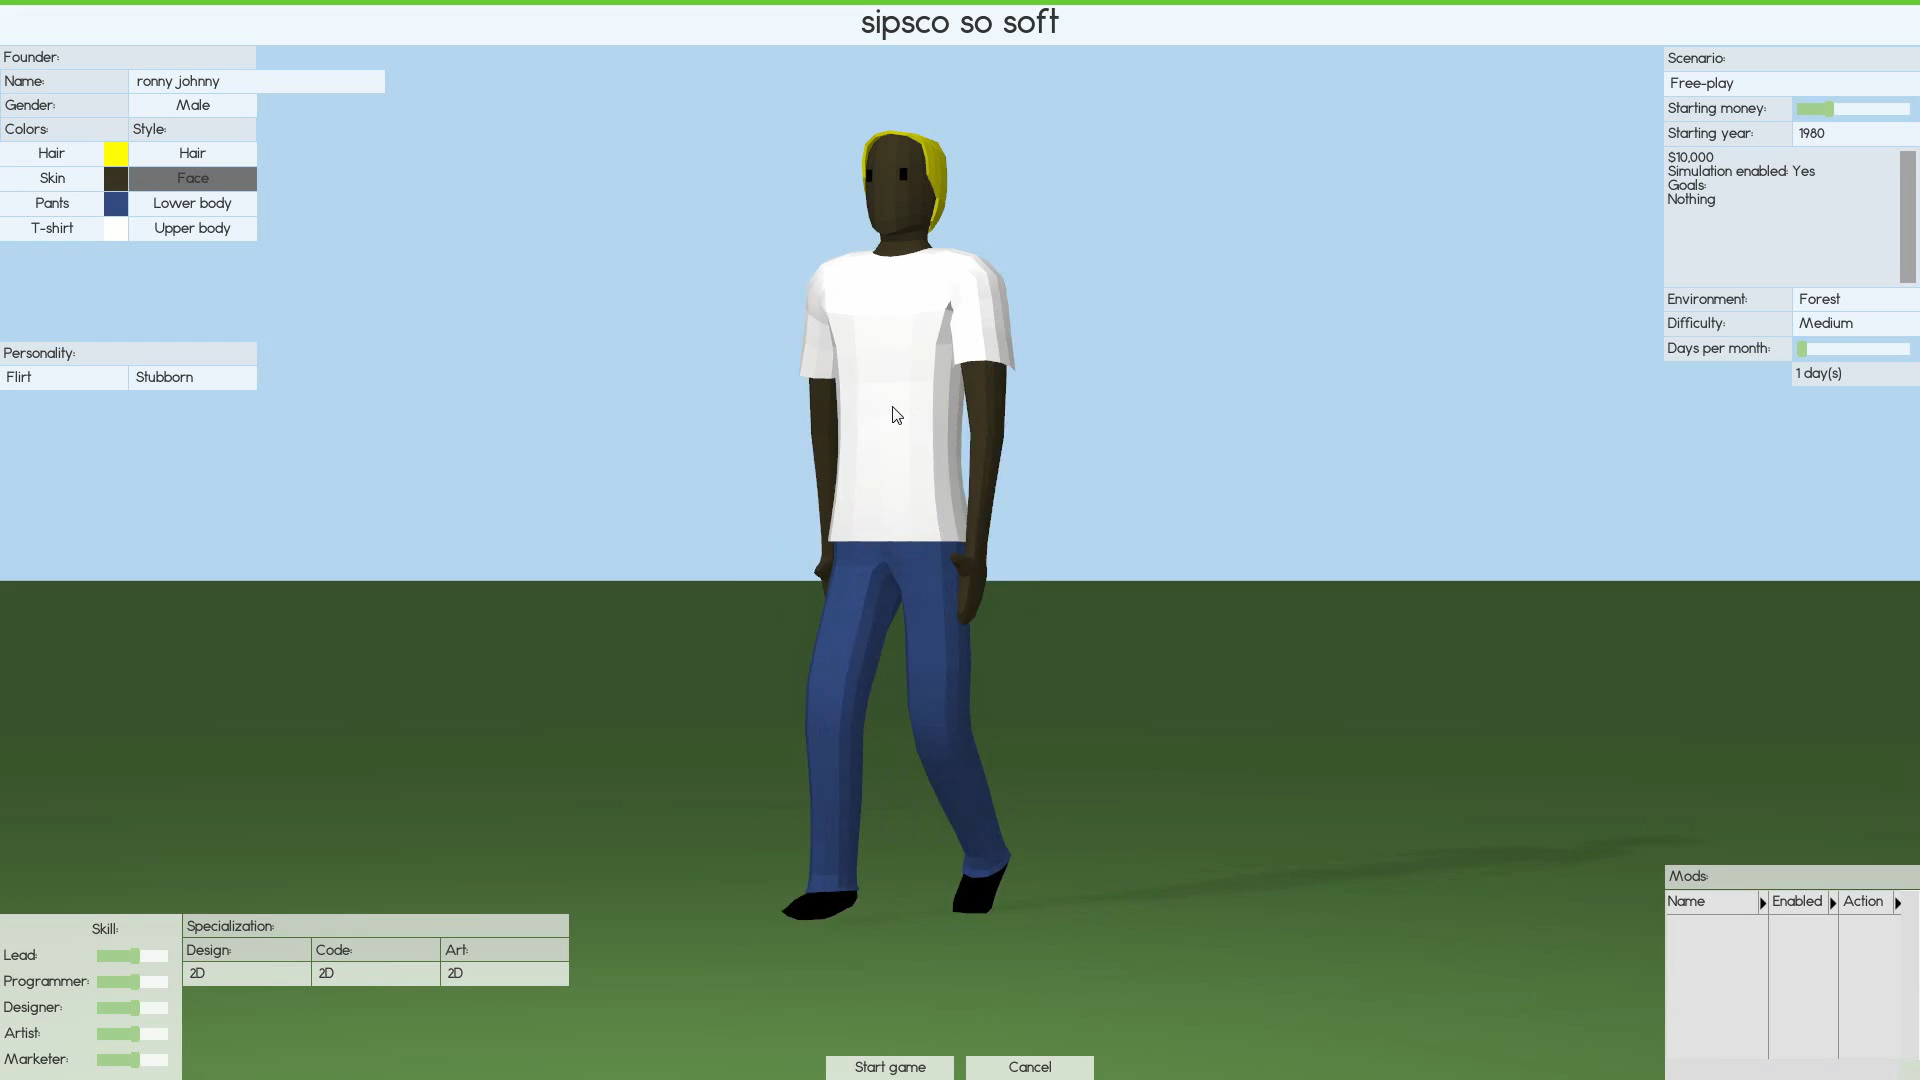 sipsco so soft
Founder:
Name: ronny johnny
Gender: Male
Colors: Style:
Hair Hair
Skin Face
Pants Lower body
T-shirt Upper body
Personality:
Flirt Stubborn
Scenario:
Free-play
Starting money:
Starting year: 1980
$10,000
Simulation enabled: Yes
Goals:
Nothing
Environment: Forest
Difficulty: Medium
Days per month:
1 day(s)
Skill:
Lead:
Programmer:
Designer:
Artist:
Marketer:
Specialization:
Design: Code: Art:
2D 2D 2D
Mods:
Name Enabled Action
Start game Cancel